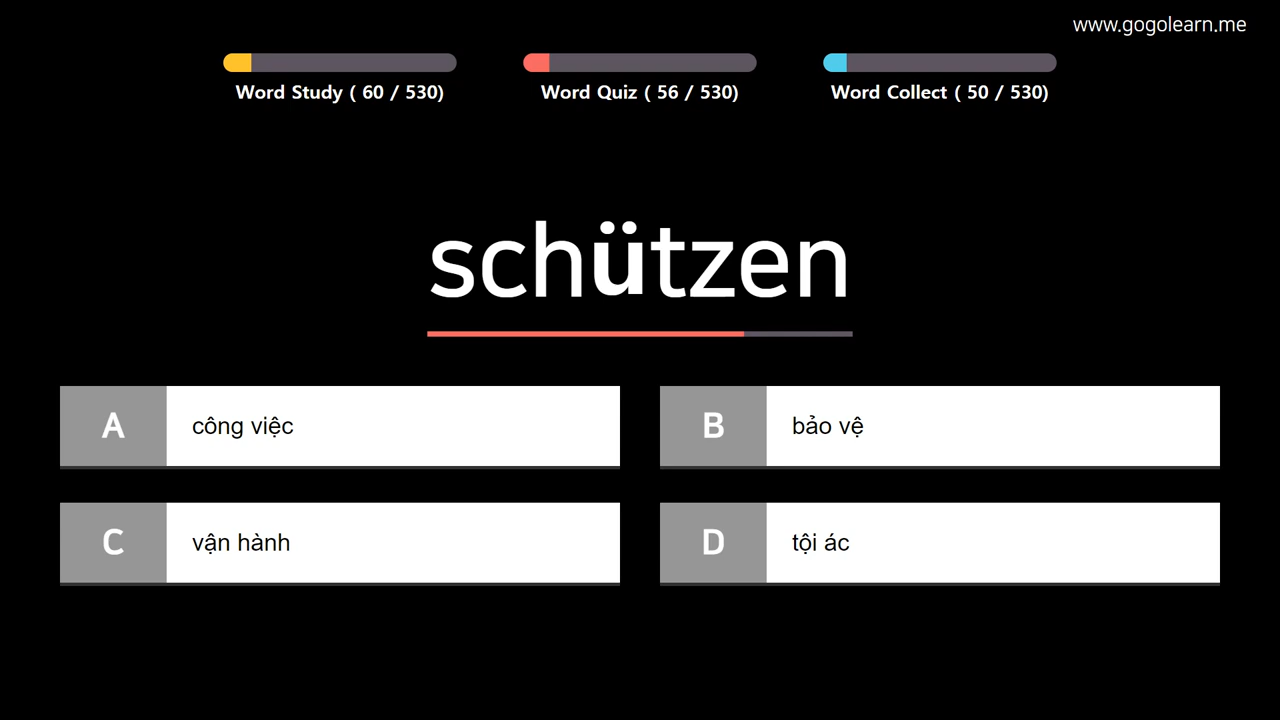 www.gogolearn.me
Word Study ( 60 / 530)
Word Quiz ( 56 / 530)
Word Collect ( 50 / 530)
schützen
A công việc
B bảo vệ
C vận hành
D tội ác